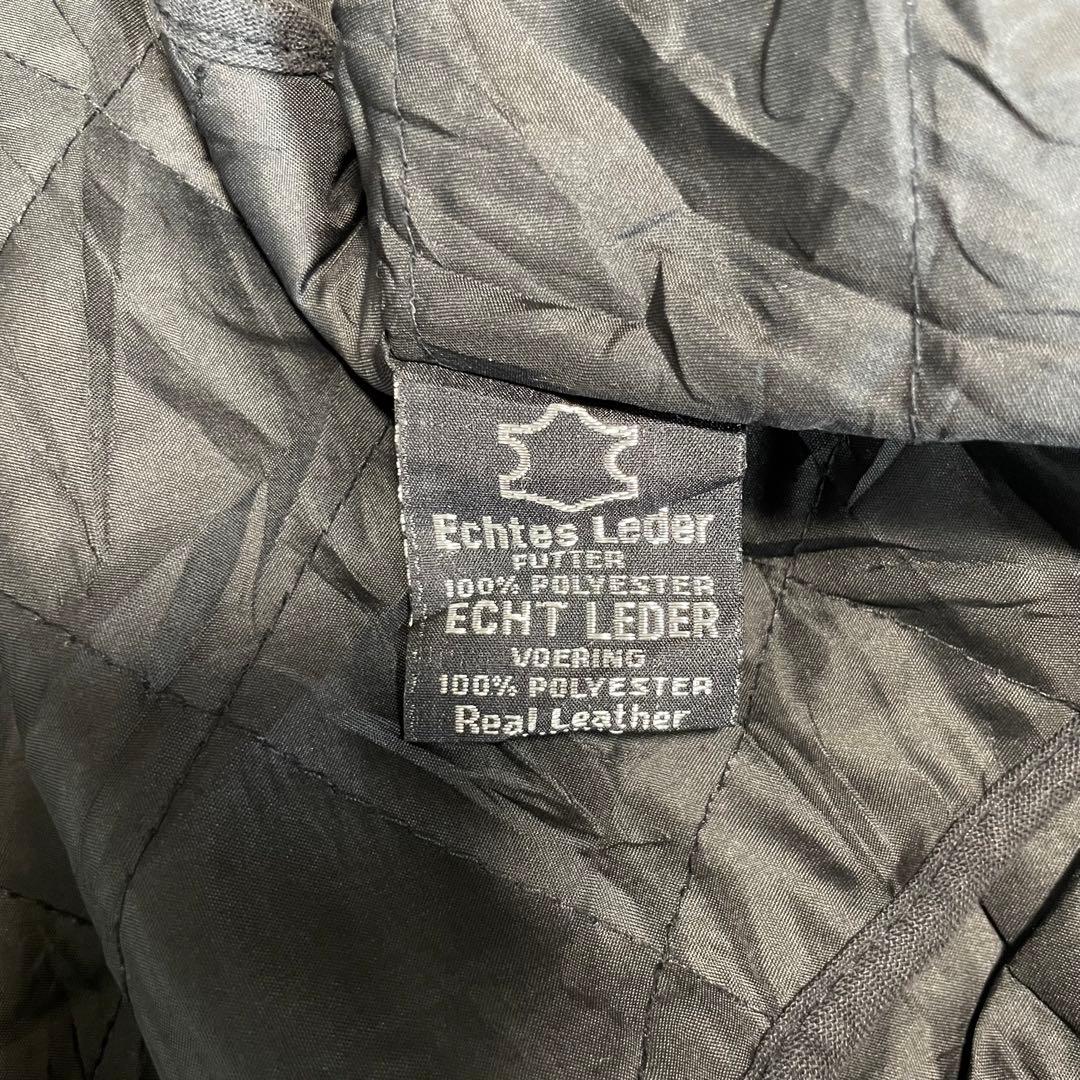 Echtes Leder
FUTTER
100% POLYESTER
ECHT LEDER
VOERING
100% POLYESTER
Real Leather